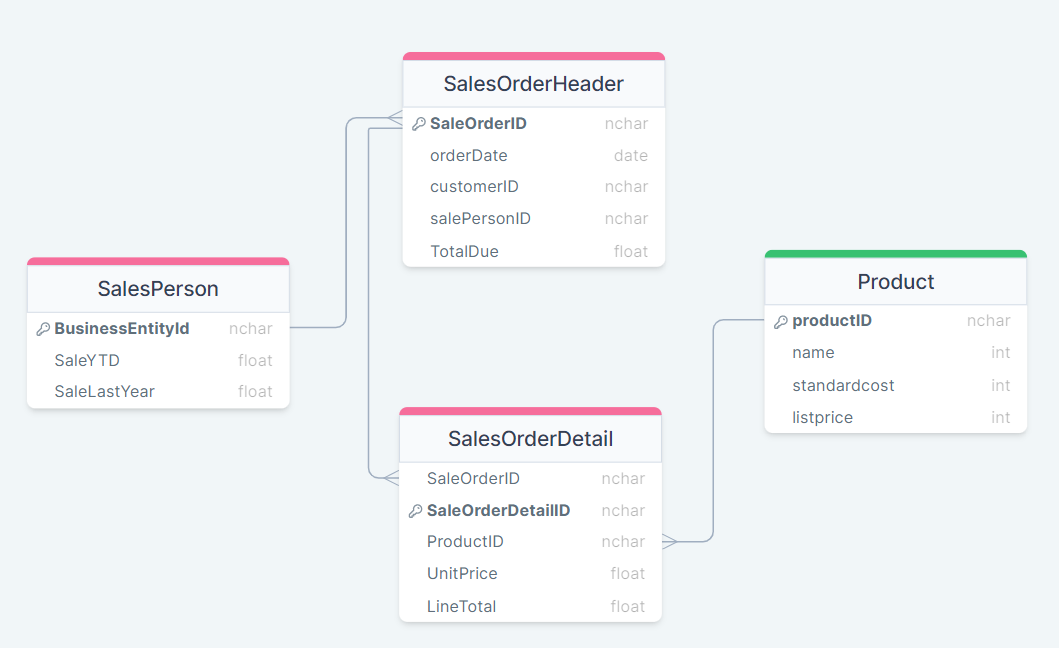 SalesOrderHeader
SaleOrderID nchar
orderDate date
customerID nchar
salePersonID nchar
TotalDue float
SalesPerson
BusinessEntityId nchar
SaleYTD float
SaleLastYear float
Product
productID nchar
name int
standardcost int
listprice int
SalesOrderDetail
SaleOrderID nchar
SaleOrderDetailID nchar
ProductID nchar
UnitPrice float
LineTotal float